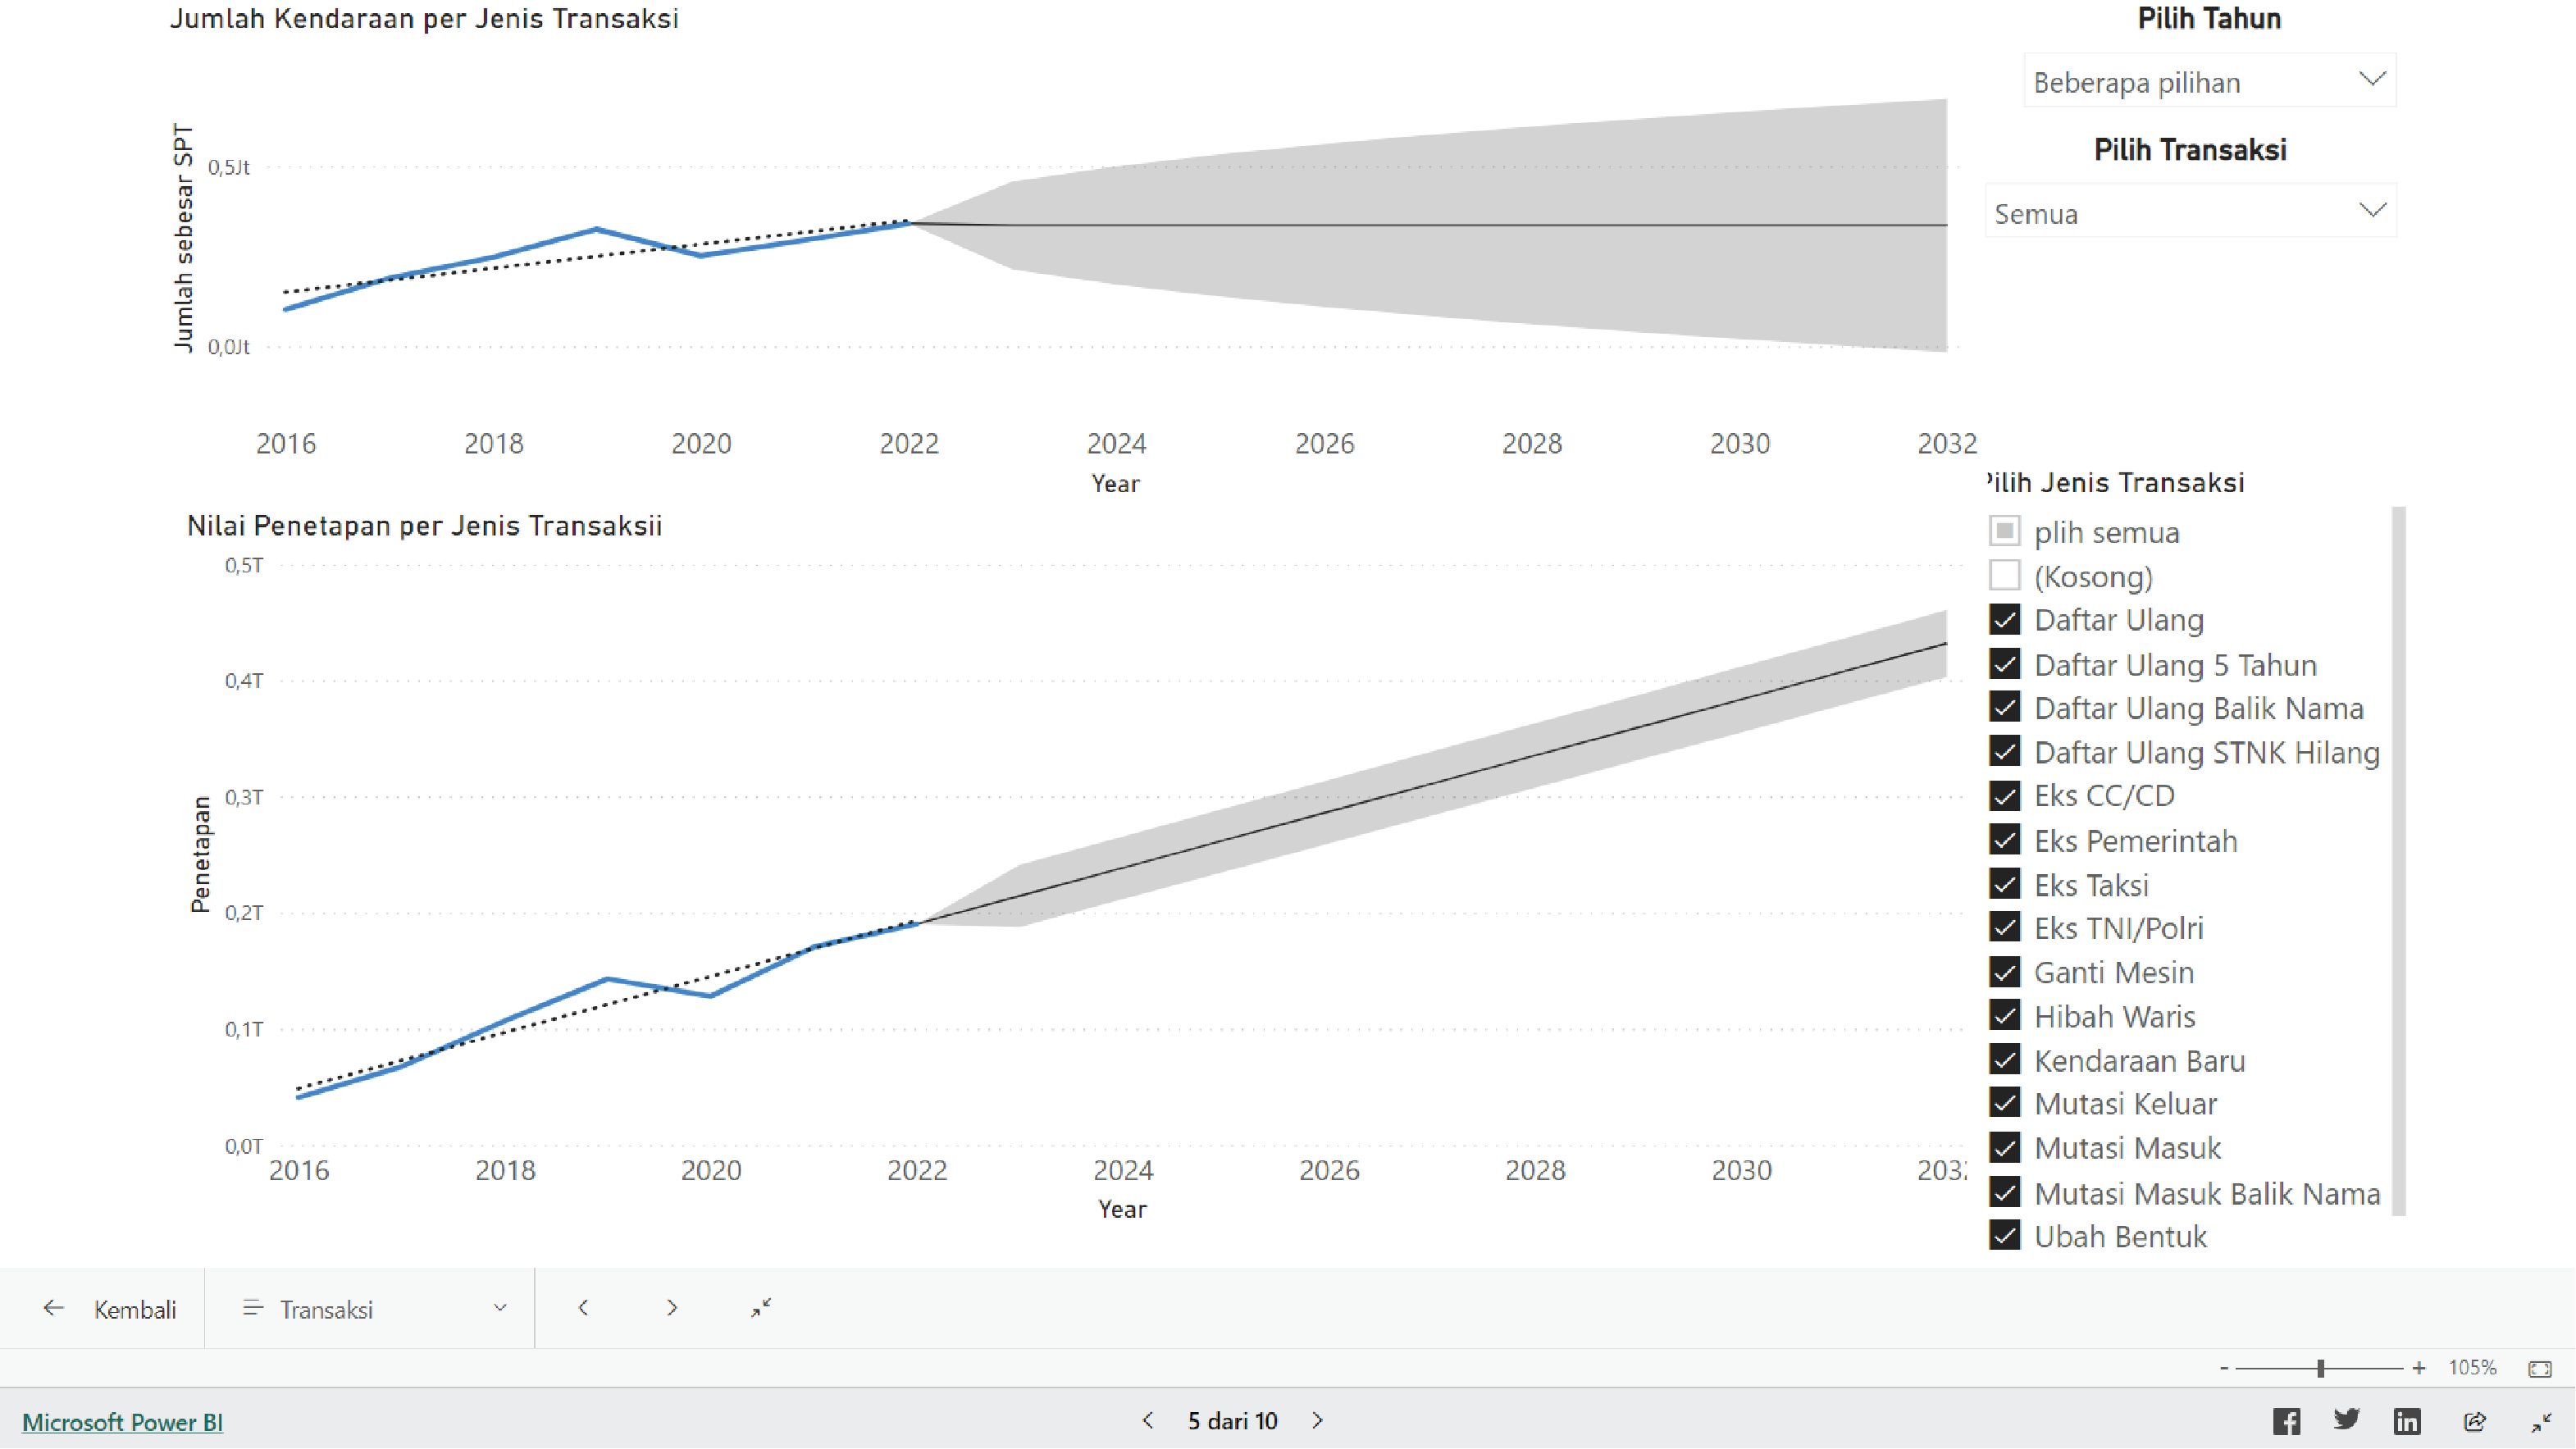 Jumlah Kendaraan per Jenis Transaksi
Pilih Tahun
Beberapa pilihan
Pilih Transaksi
Semua
Jumlah sebesar SPT
0,5Jt
0,0Jt
2016 2018 2020 2022 2024 2026 2028 2030 2032
Year
Pilih Jenis Transaksi
plih semua
(Kosong)
Daftar Ulang
Daftar Ulang 5 Tahun
Daftar Ulang Balik Nama
Daftar Ulang STNK Hilang
Eks CC/CD
Eks Pemerintah
Eks Taksi
Eks TNI/Polri
Ganti Mesin
Hibah Waris
Kendaraan Baru
Mutasi Keluar
Mutasi Masuk
Mutasi Masuk Balik Nama
Ubah Bentuk
Nilai Penetapan per Jenis Transaksii
Penetapan
0,5T
0,4T
0,3T
0,2T
0,1T
0,0T
2016 2018 2020 2022 2024 2026 2028 2030 2032
Year
Kembali
Transaksi
- + 105%
Microsoft Power BI
5 dari 10